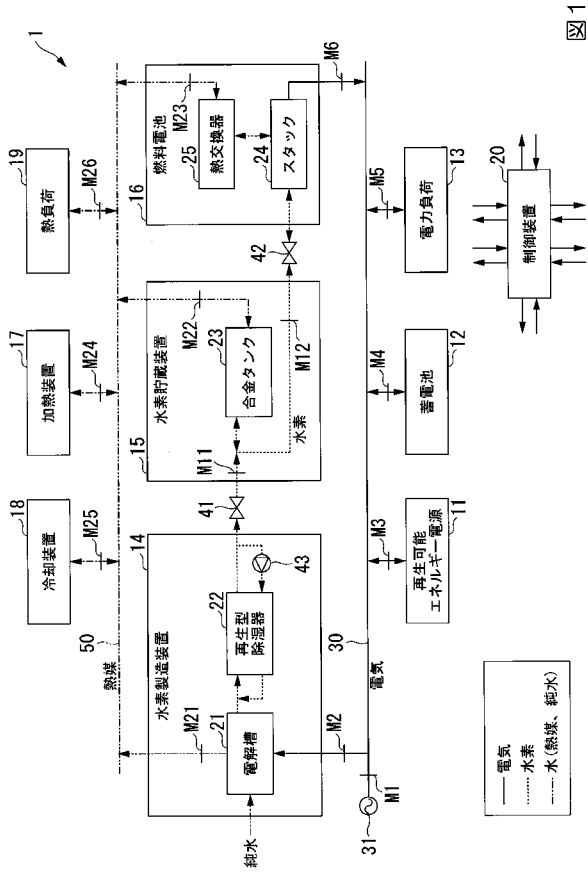 図1
1
18
冷却装置
17
加熱装置
19
熱負荷
M25
M24
M26
50
熱媒
14
水素製造装置
15
水素貯蔵装置
16
燃料電池
M21
M22
M23
21
電解槽
22
再生型
除湿器
43
純水
41
M11
23
合金タンク
水素
M12
42
25
熱交換器
24
スタック
M6
M2
31
M1
30
電気
M3
M4
M5
11
再生可能
エネルギー電源
12
蓄電池
13
電力負荷
20
制御装置
電気
水素
水(熱媒、純水)